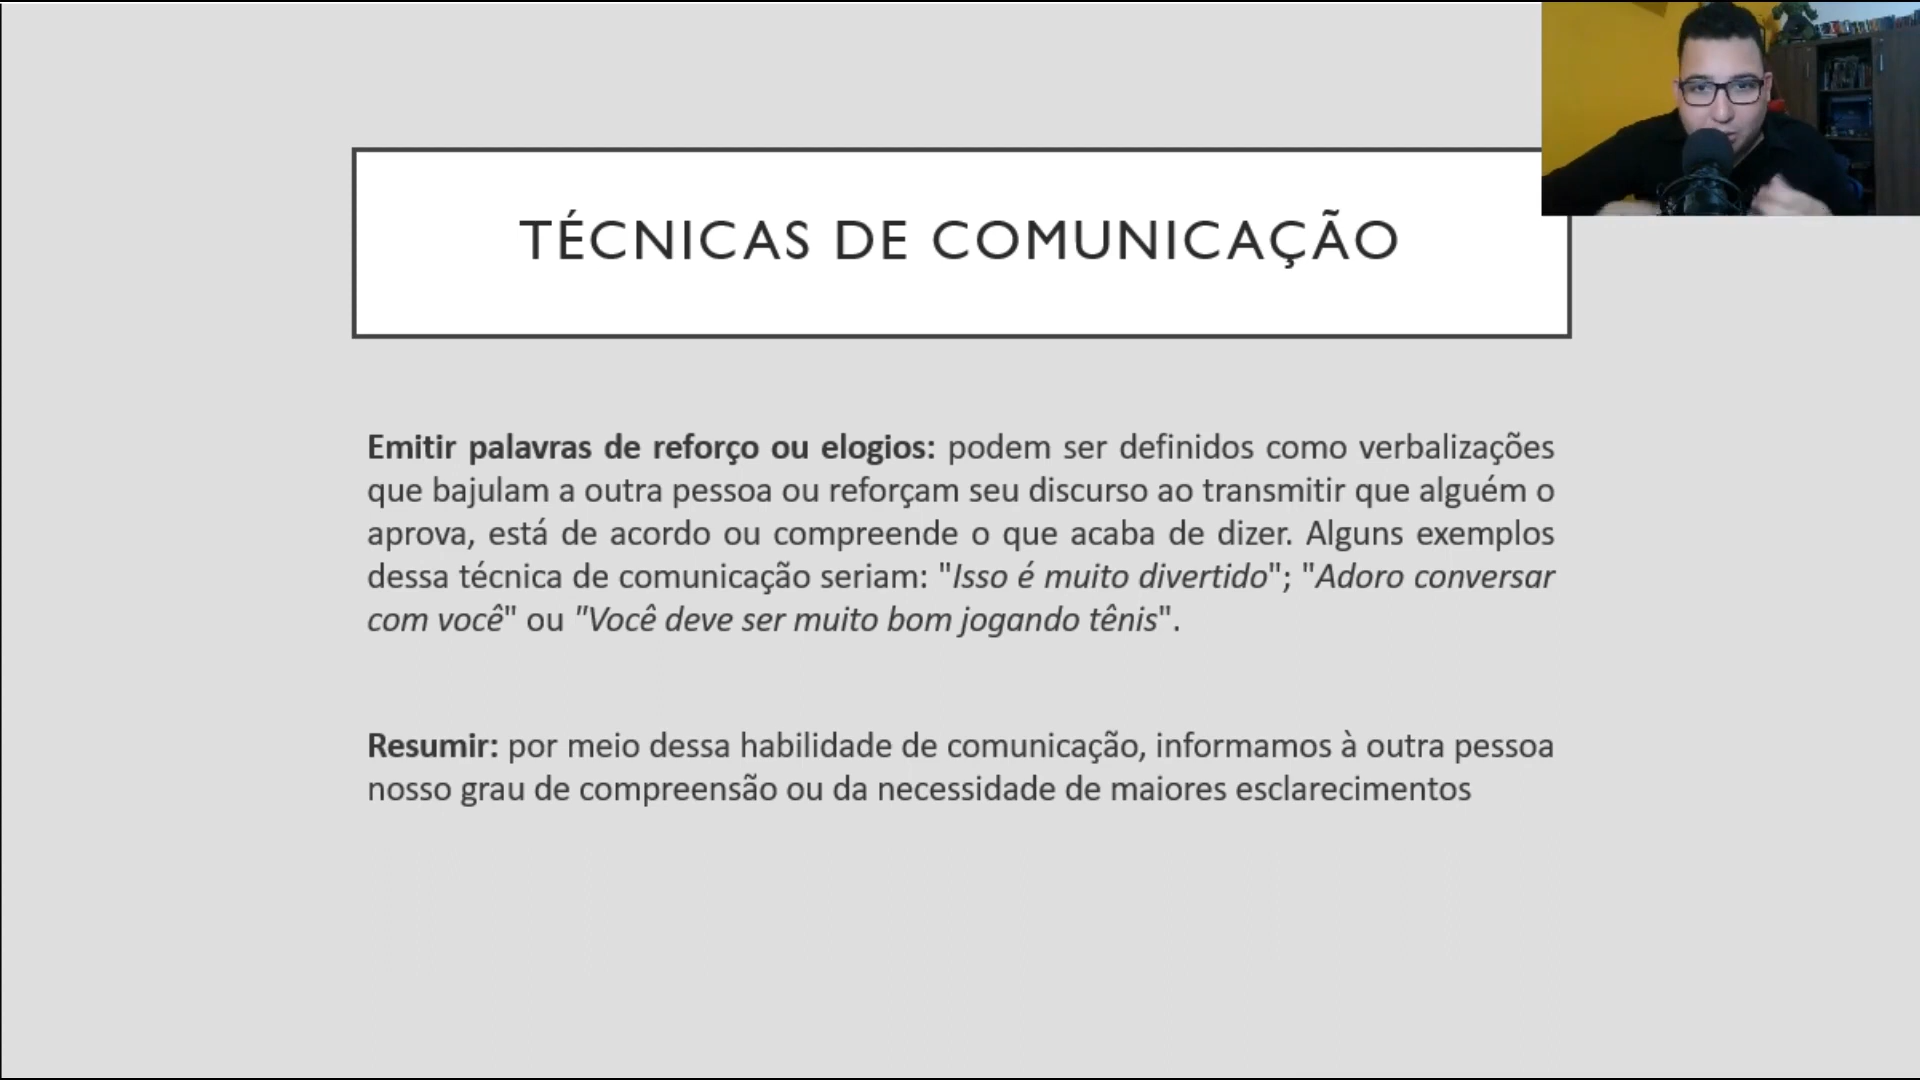 TÉCNICAS DE COMUNICAÇÃO
Emitir palavras de reforço ou elogios: podem ser definidos como verbalizações
que bajulam a outra pessoa ou reforçam seu discurso ao transmitir que alguém o
aprova, está de acordo ou compreende o que acaba de dizer. Alguns exemplos
dessa técnica de comunicação seriam: "Isso é muito divertido"; "Adoro conversar
com você" ou "Você deve ser muito bom jogando tênis".
Resumir: por meio dessa habilidade de comunicação, informamos à outra pessoa
nosso grau de compreensão ou da necessidade de maiores esclarecimentos